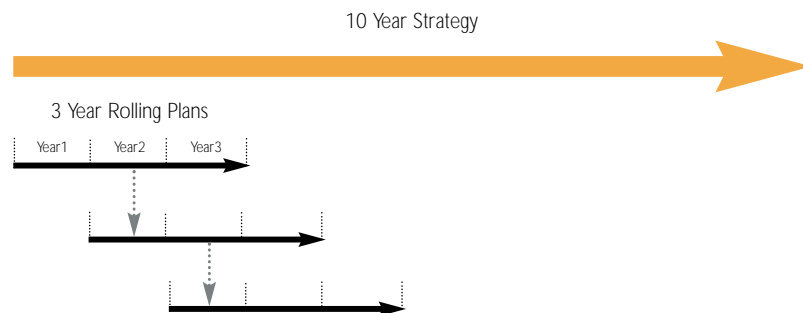 10 Year Strategy
3 Year Rolling Plans
Year1 Year2 Year3